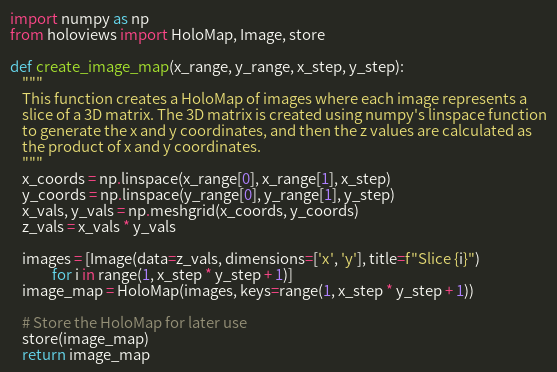 import numpy as np
from holoviews import HoloMap, Image, store

def create_image_map(x_range, y_range, x_step, y_step):
    """
    This function creates a HoloMap of images where each image represents a
    slice of a 3D matrix. The 3D matrix is created using numpy's linspace function
    to generate the x and y coordinates, and then the z values are calculated as
    the product of x and y coordinates.
    """
    x_coords = np.linspace(x_range[0], x_range[1], x_step)
    y_coords = np.linspace(y_range[0], y_range[1], y_step)
    x_vals, y_vals = np.meshgrid(x_coords, y_coords)
    z_vals = x_vals * y_vals

    images = [Image(data=z_vals, dimensions=['x', 'y'], title=f"Slice {i}")
            for i in range(1, x_step * y_step + 1)]
    image_map = HoloMap(images, keys=range(1, x_step * y_step + 1))

    # Store the HoloMap for later use
    store(image_map)
    return image_map